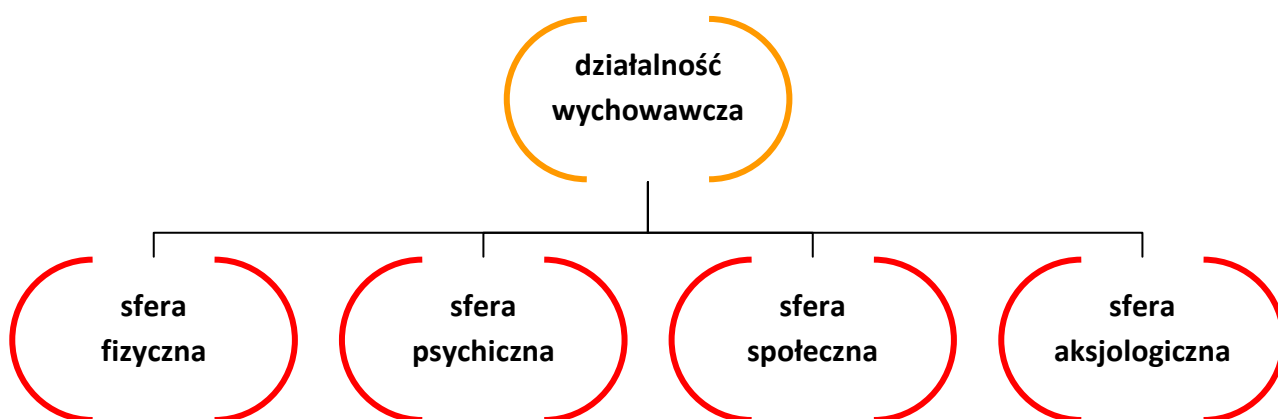 działalność
wychowawcza
sfera
fizyczna
sfera
psychiczna
sfera
społeczna
sfera
aksjologiczna